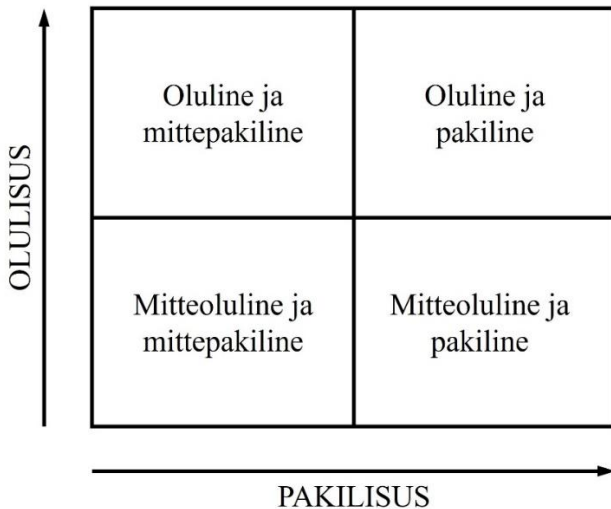 OLULISUS
Oluline ja
mittepakiline
Oluline ja
pakiline
Mitteoluline ja
mittepakiline
Mitteoluline ja
pakiline
PAKILISUS